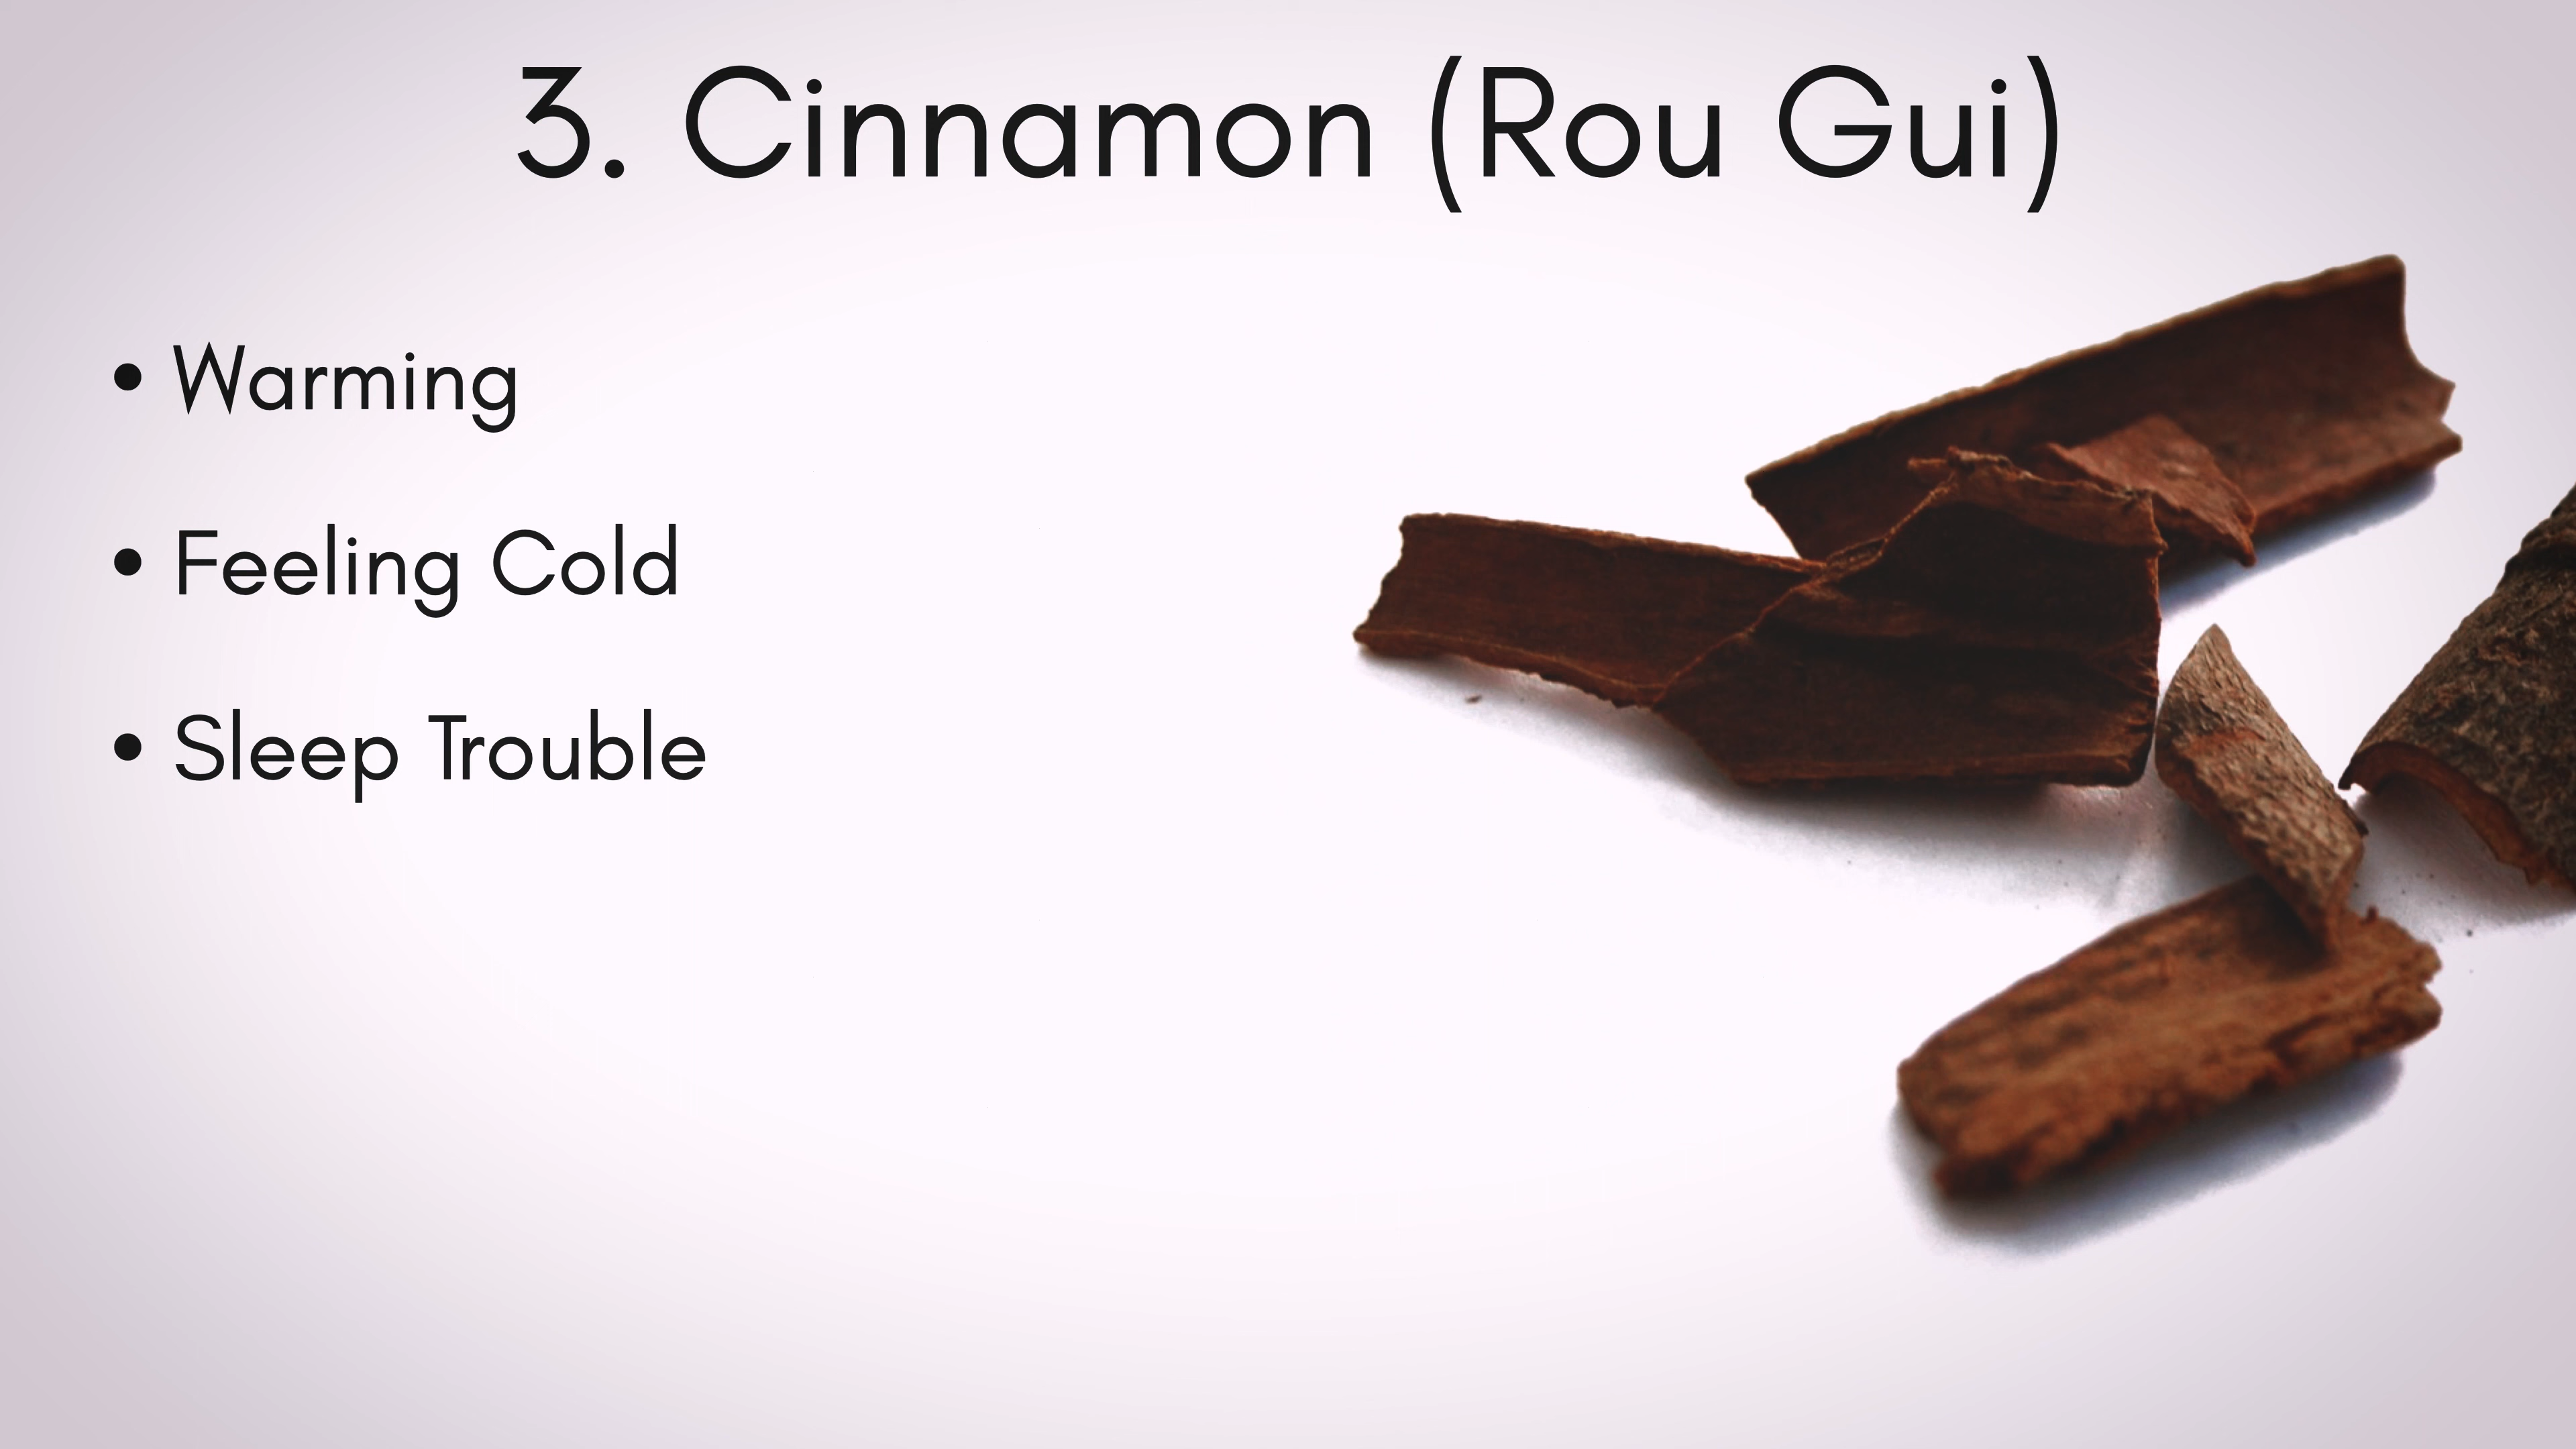 3. Cinnamon (Rou Gui)
• Warming
• Feeling Cold
• Sleep Trouble